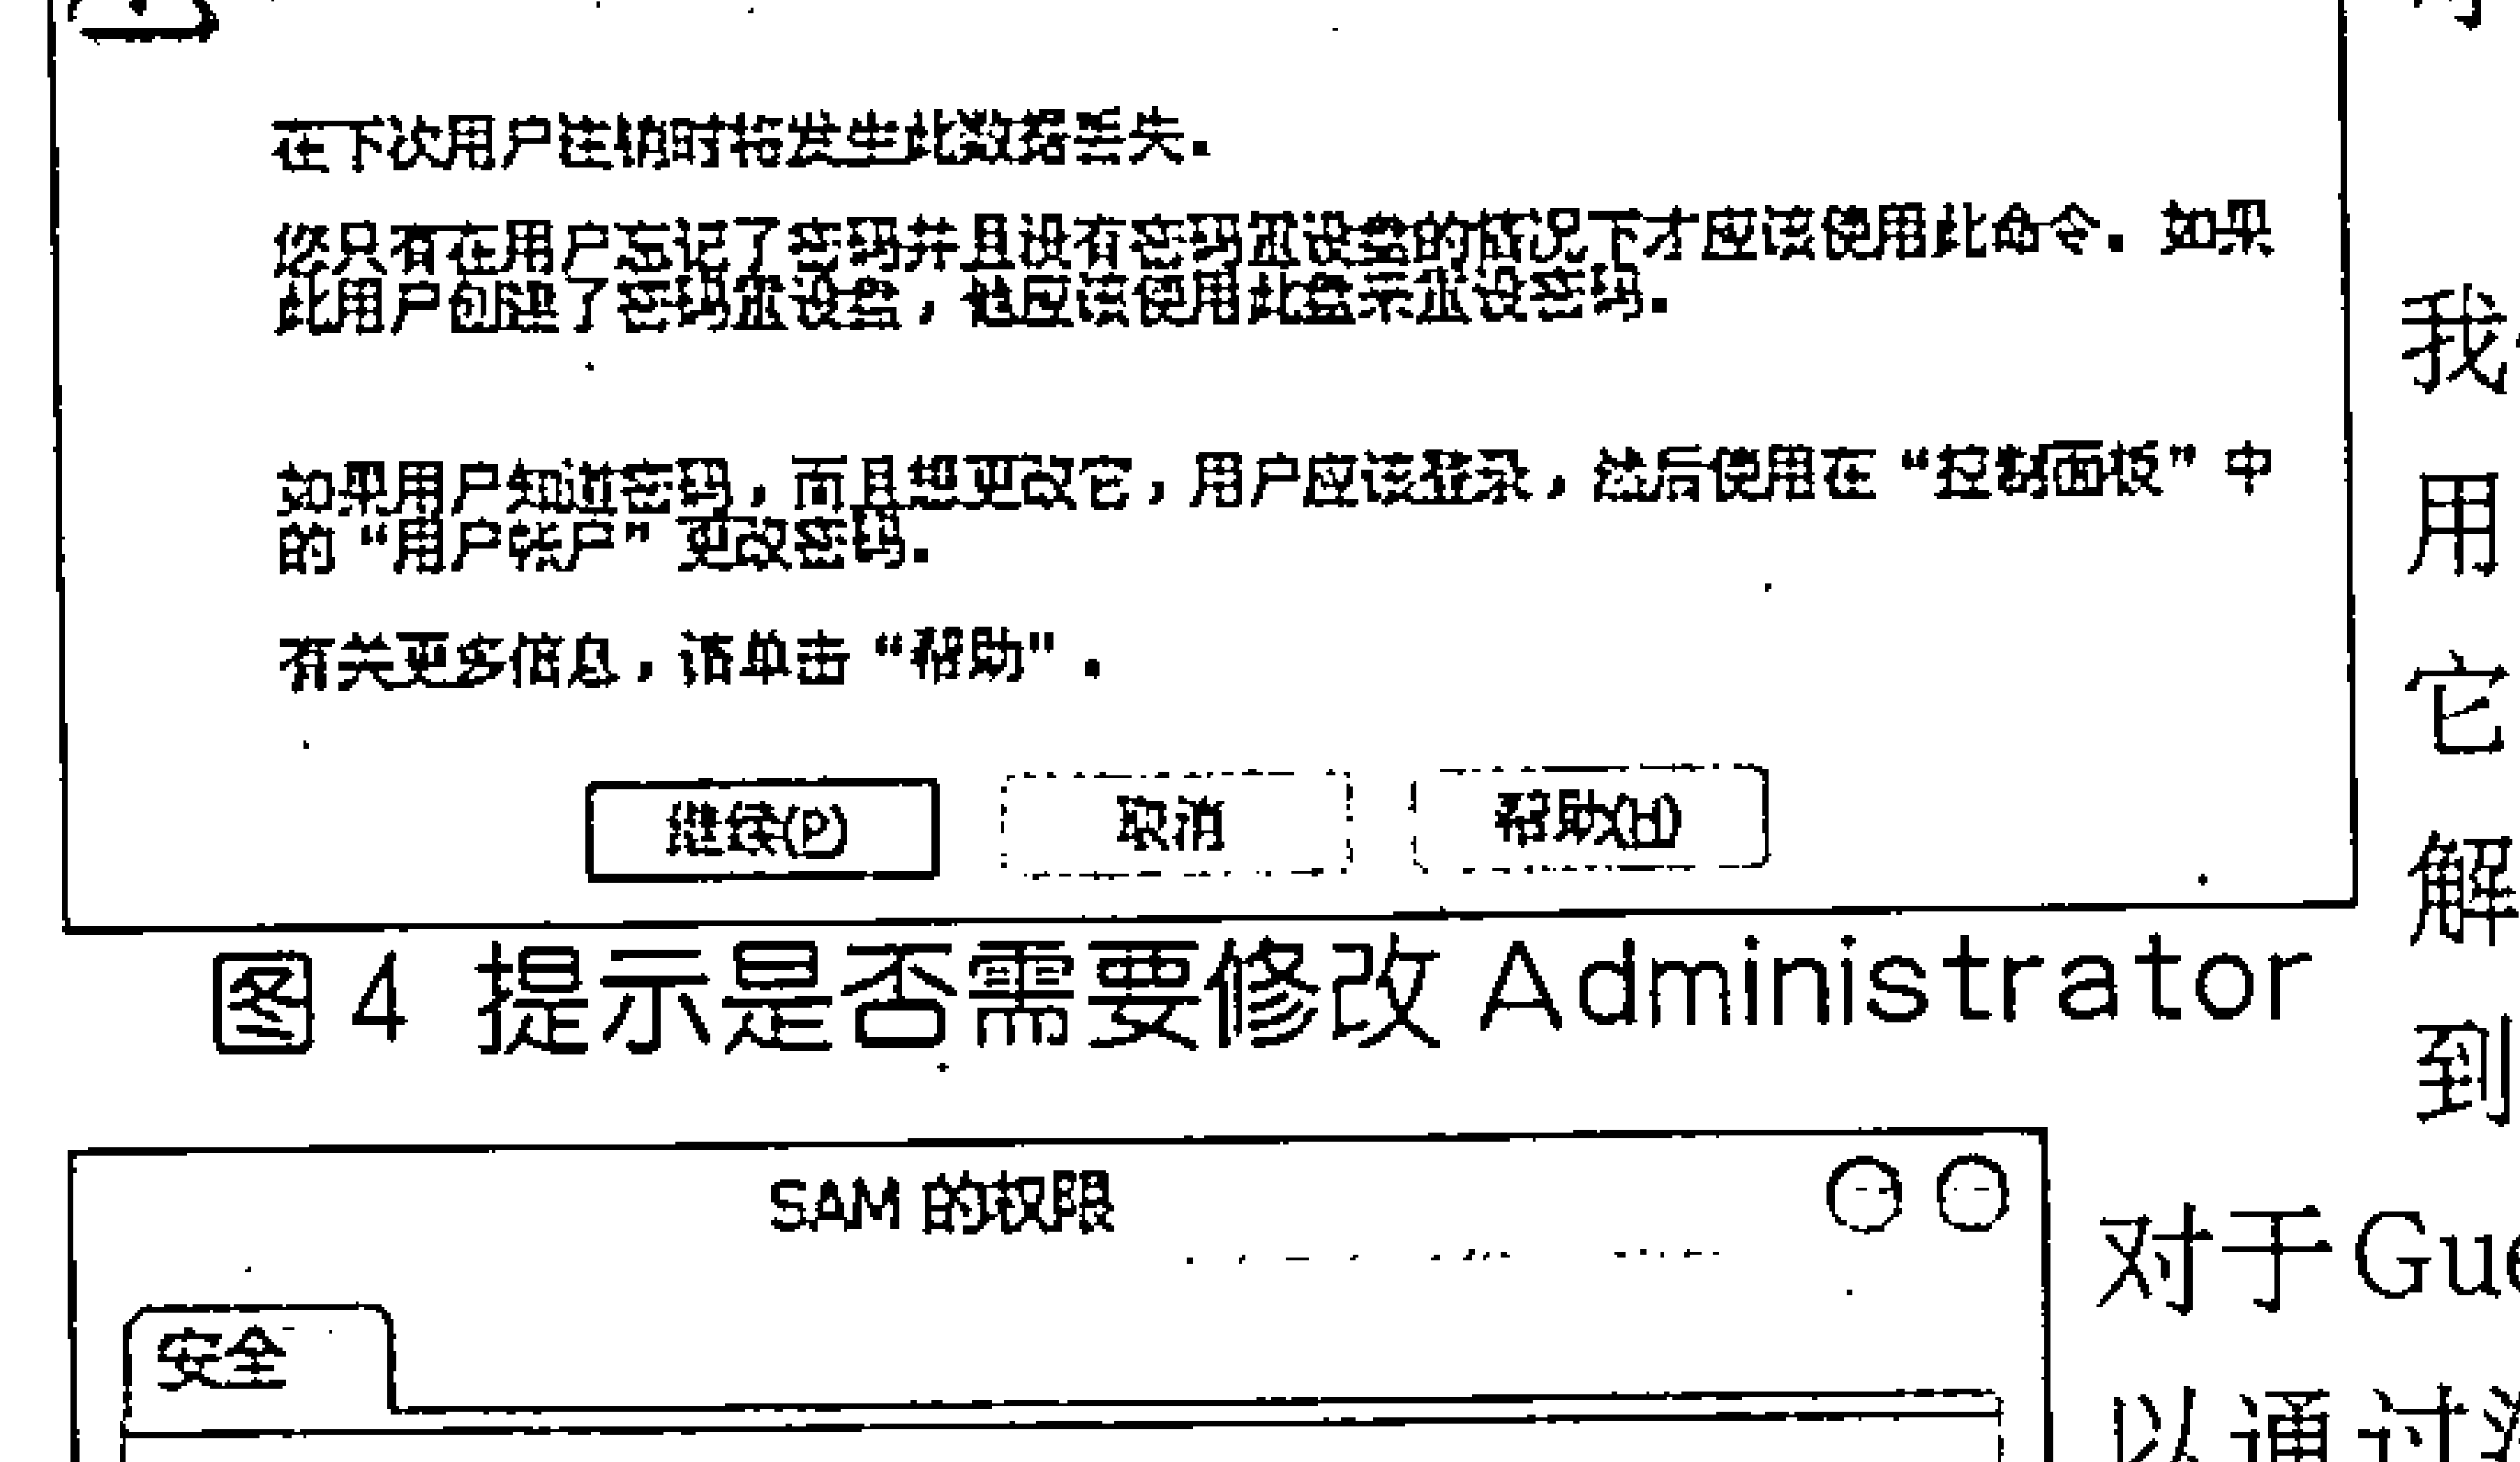 在下次用户注销时将发生此数据丢失.
您只有在用户忘记了密码并且没有密码重设盘的情况下才应该使用此命令. 如果
此用户创建了密码重设盘, 他应该使用此盘来重设密码.
如果用户知道密码, 而且想更改它, 用户应该登录, 然后使用在 “控制面板” 中
的 “用户帐户” 更改密码.
有关更多信息, 请单击 “帮助” .
继续(P)
取消
帮助(H)
图 4 提示是否需要修改 Administrator
SAM 的权限
安全
我
用
它
解
到
对于 Gue
以通过